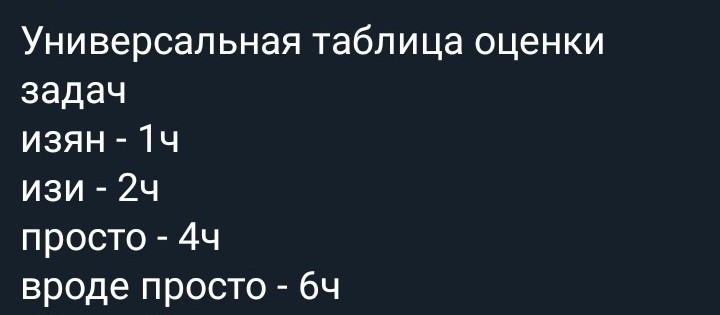 Универсальная таблица оценки
задач
изян - 1ч
изи - 2ч
просто - 4ч
вроде просто - 6ч